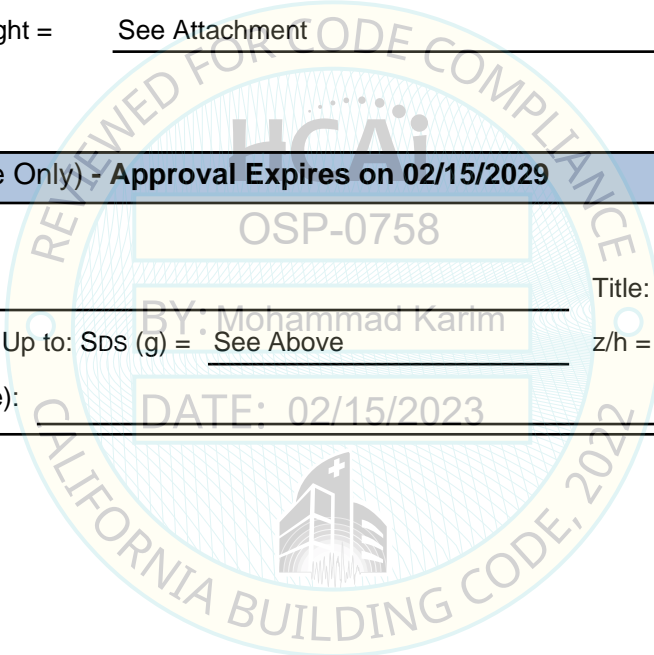 ght = See Attachment
REVIEWED FOR CODE COMPLIANCE
HCAi
e Only) - Approval Expires on 02/15/2029
OSP-0758
Title:
BY: Mohammad Karim
Up to: SDS (g) = See Above z/h =
e):
DATE: 02/15/2023
CALIFORNIA BUILDING CODE, 2022